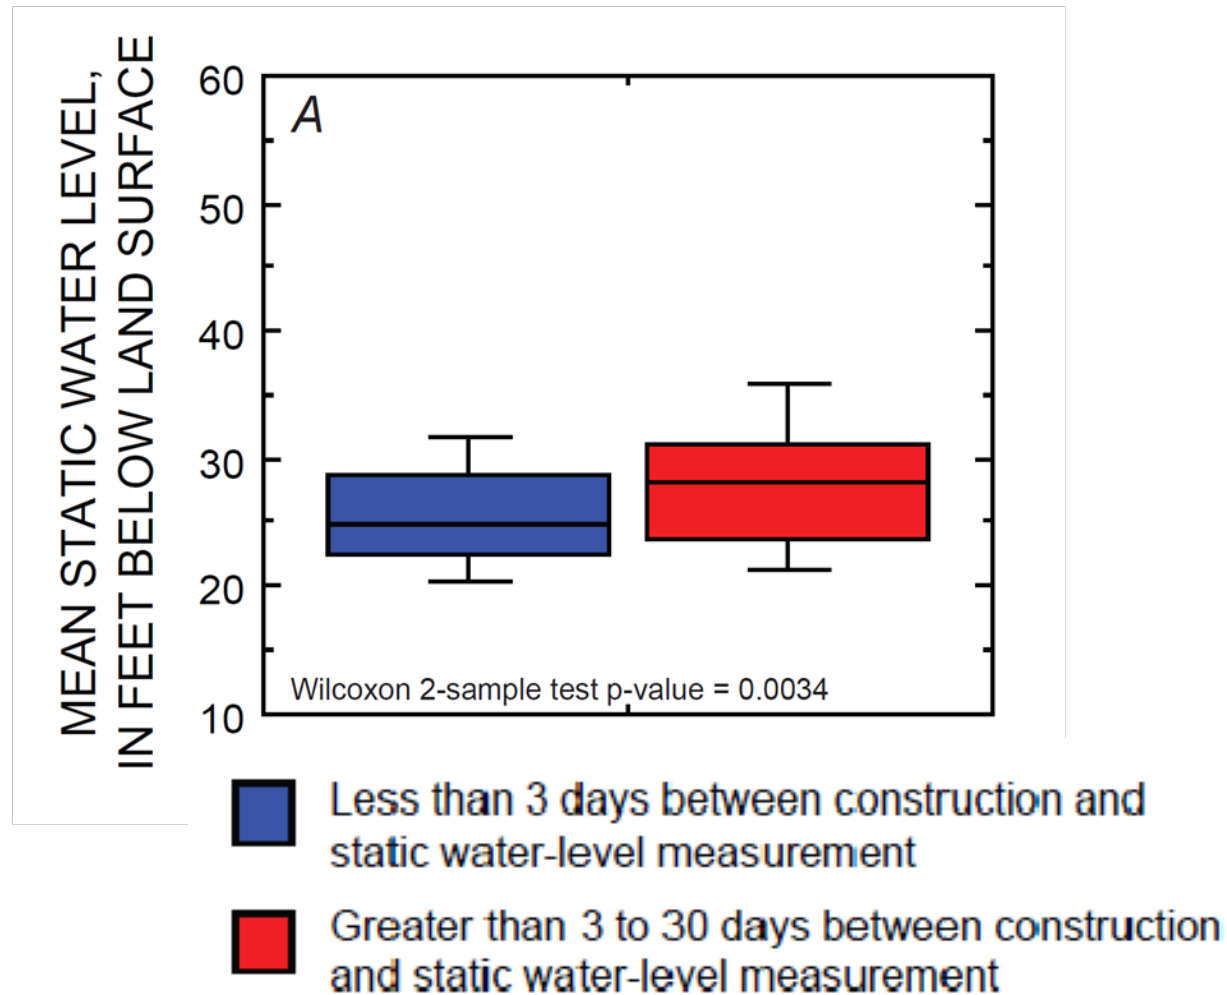 MEAN STATIC WATER LEVEL,
IN FEET BELOW LAND SURFACE
60
50
40
30
20
10
A
Wilcoxon 2-sample test p-value = 0.0034
Less than 3 days between construction and
static water-level measurement
Greater than 3 to 30 days between construction
and static water-level measurement